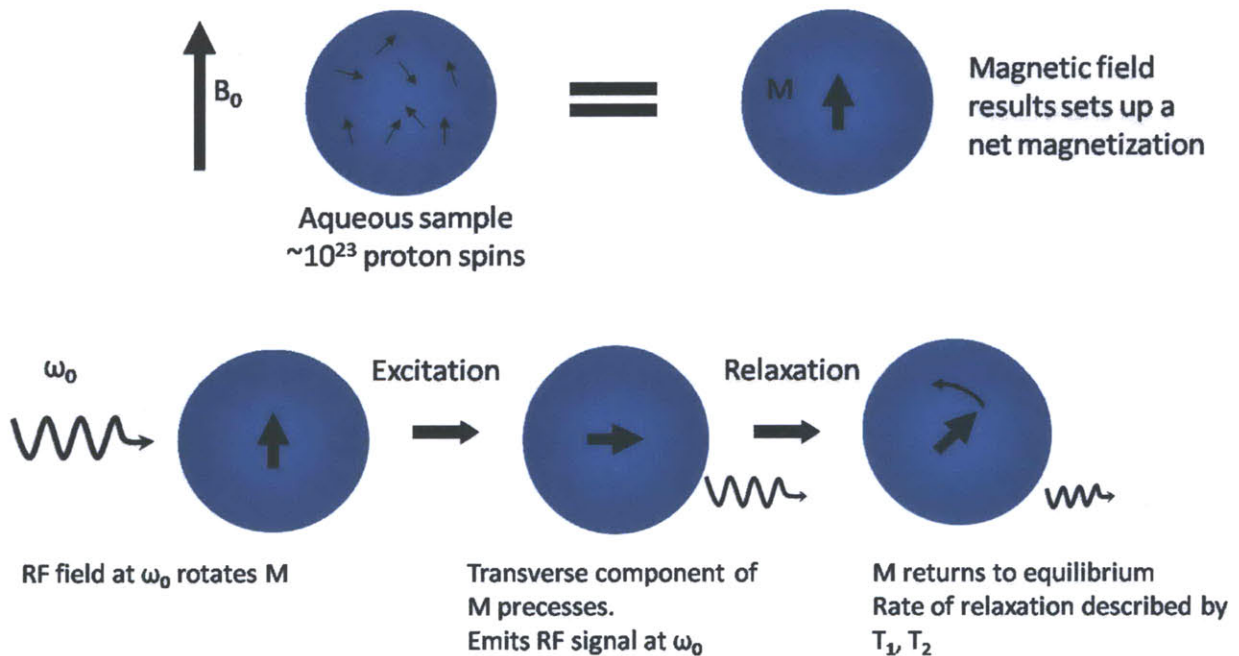 B₀
M
Magnetic field
results sets up a
net magnetization
Aqueous sample
~10²³ proton spins
ω₀
Excitation
Relaxation
RF field at ω₀ rotates M
Transverse component of
M precesses.
Emits RF signal at ω₀
M returns to equilibrium
Rate of relaxation described by
T₁, T₂